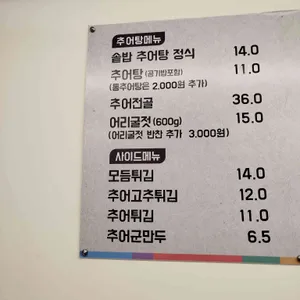 추어탕메뉴
솥밥 추어탕 정식 14.0
추어탕 (공기밥포함) 11.0
(통추어탕은 2,000원 추가)
추어전골 36.0
어리굴젓 (600g) 15.0
(어리굴젓 반찬 추가 3,000원)
사이드메뉴
모듬튀김 14.0
추어고추튀김 12.0
추어튀김 11.0
추어군만두 6.5